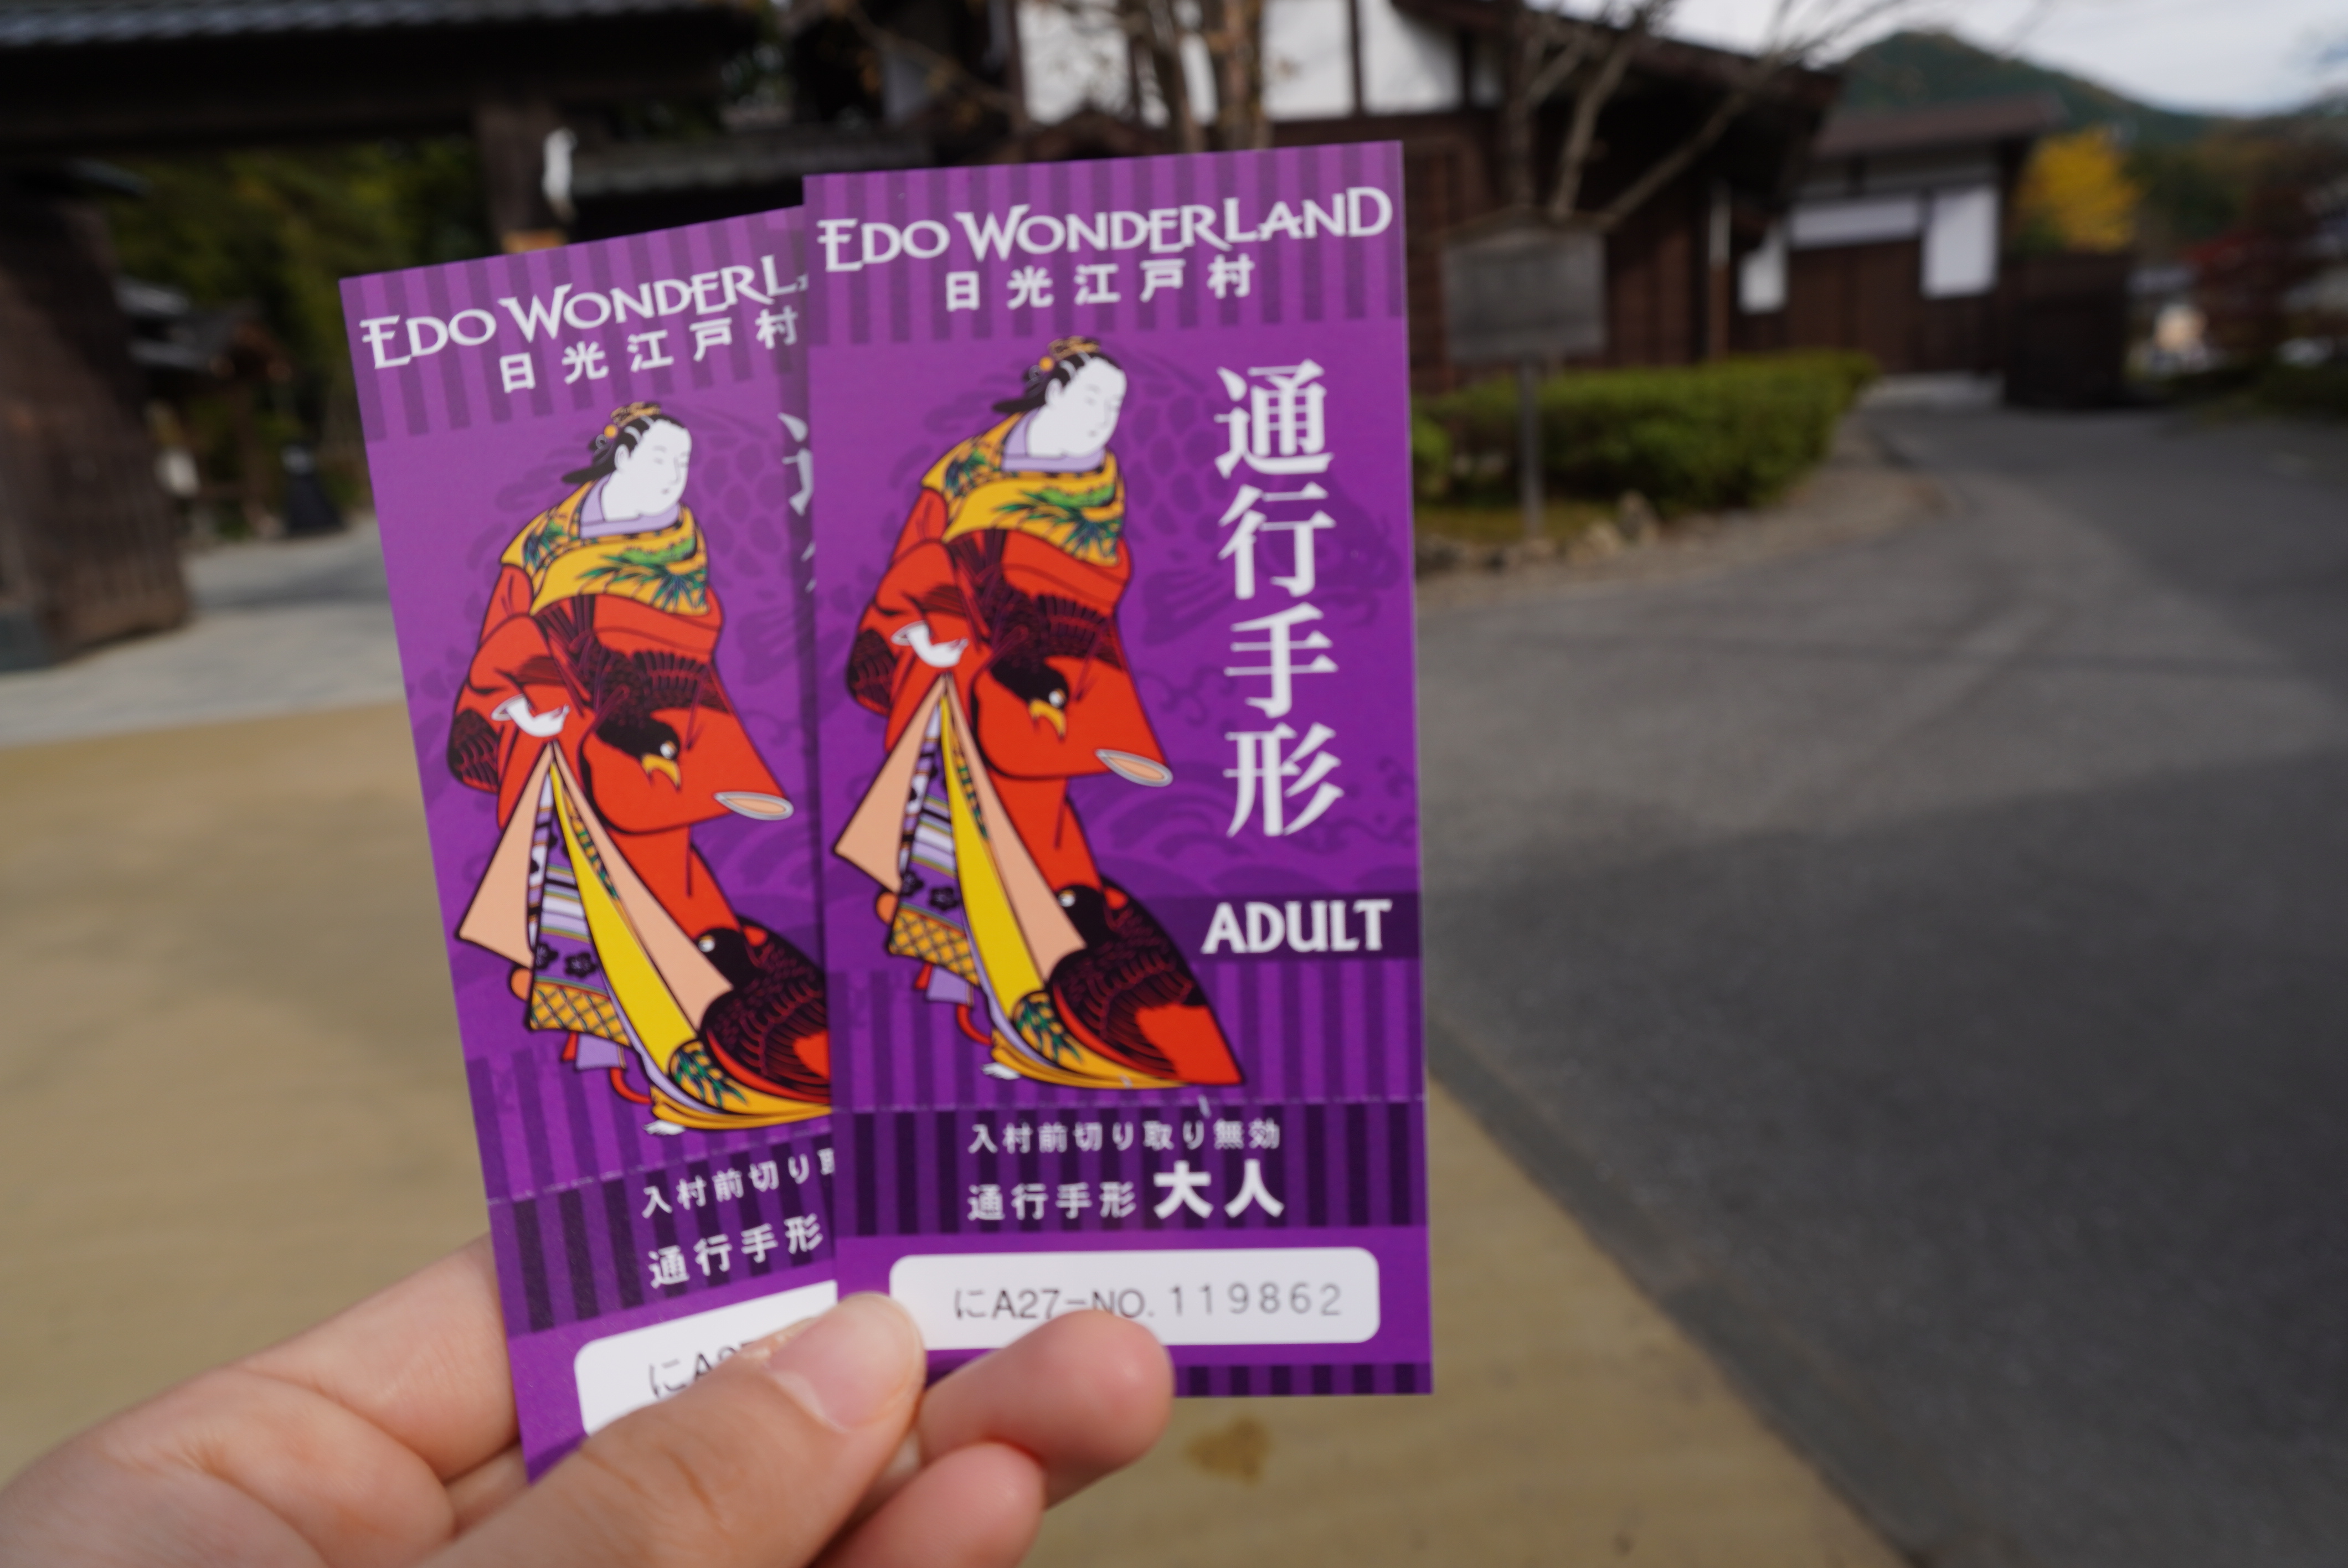 EDO WONDERL
日光江戸村
入村前切り
通行手形
にA
EDO WONDERLAND
日光江戸村
通行手形
ADULT
入村前切り取り無効
通行手形 大人
にA27-NO.119862